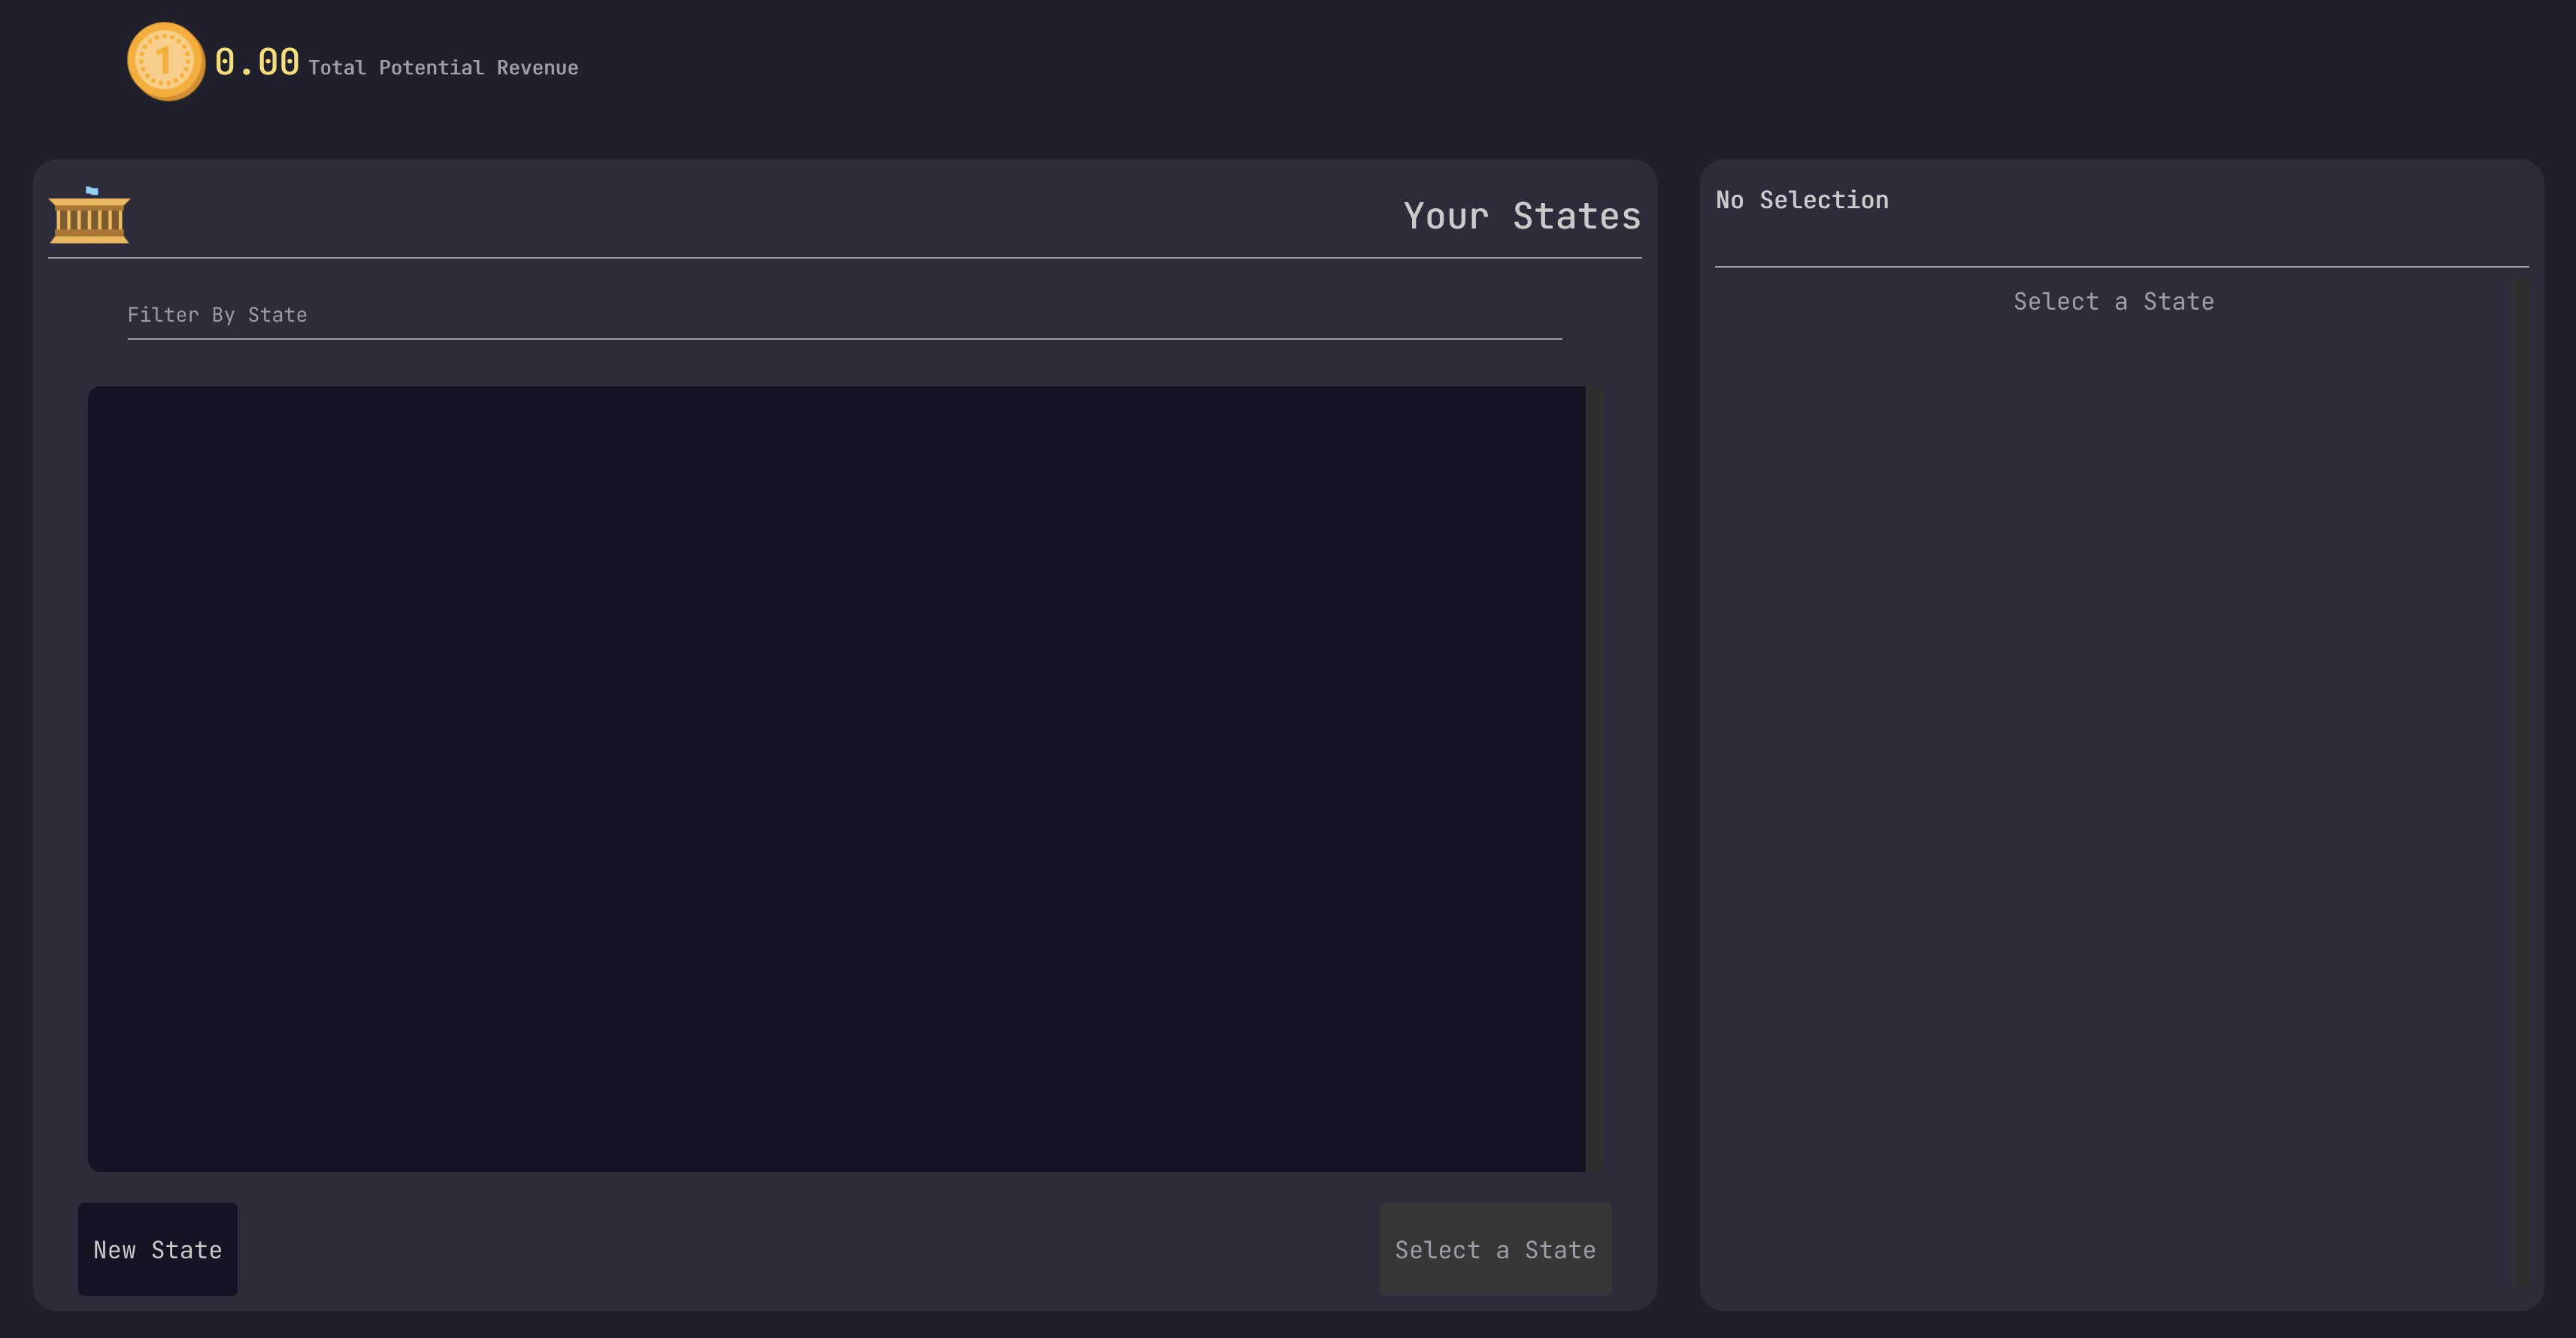 1
0.00 Total Potential Revenue
Your States
Filter By State
New State
Select a State
No Selection
Select a State